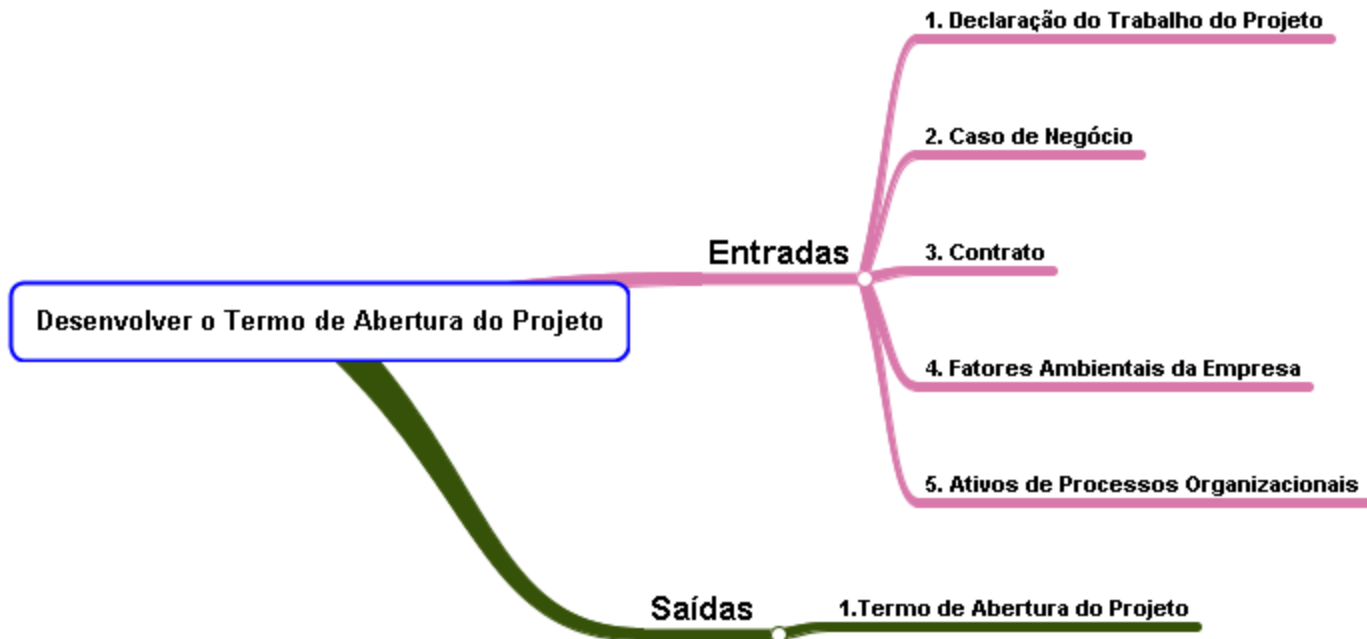 1. Declaração do Trabalho do Projeto
2. Caso de Negócio
Entradas
3. Contrato
Desenvolver o Termo de Abertura do Projeto
4. Fatores Ambientais da Empresa
5. Ativos de Processos Organizacionais
Saídas
1.Termo de Abertura do Projeto